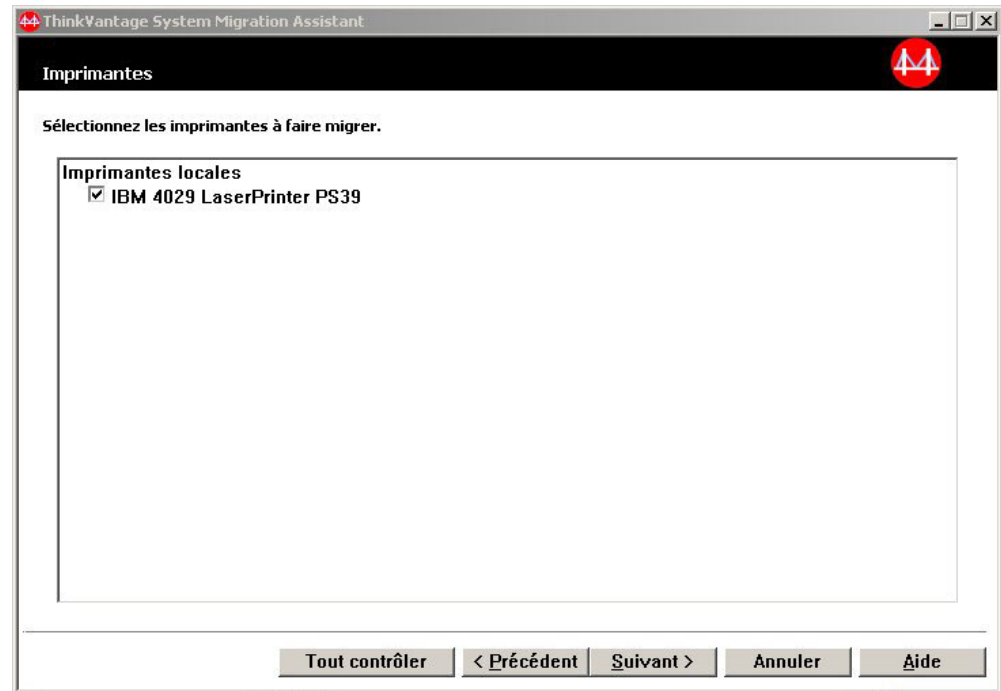 ThinkVantage System Migration Assistant
Imprimantes
Sélectionnez les imprimantes à faire migrer.
Imprimantes locales
IBM 4029 LaserPrinter PS39
Tout contrôler
< Précédent
Suivant >
Annuler
Aide